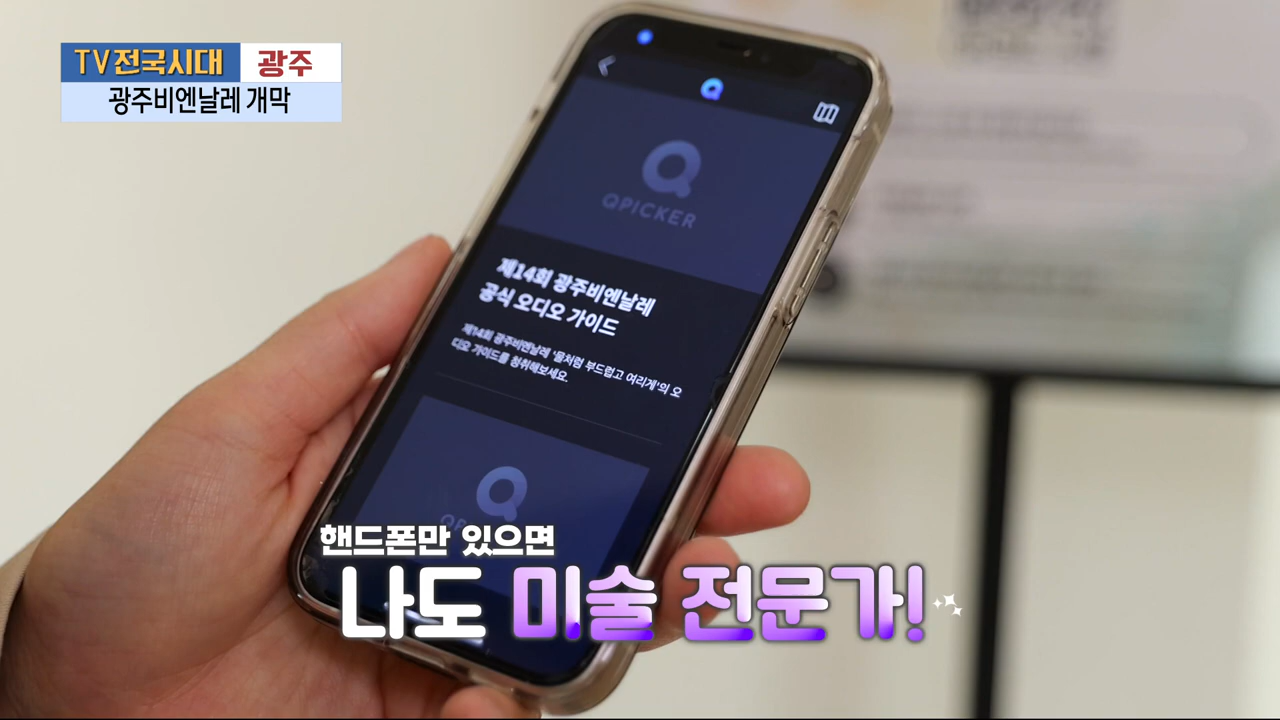 TV전국시대 광주
광주비엔날레 개막
QPICKER
제14회 광주비엔날레
공식 오디오 가이드
제14회 광주비엔날레 '물처럼 부드럽고 여리게'의 오
디오 가이드를 청취해보세요.
핸드폰만 있으면
나도 미술 전문가!